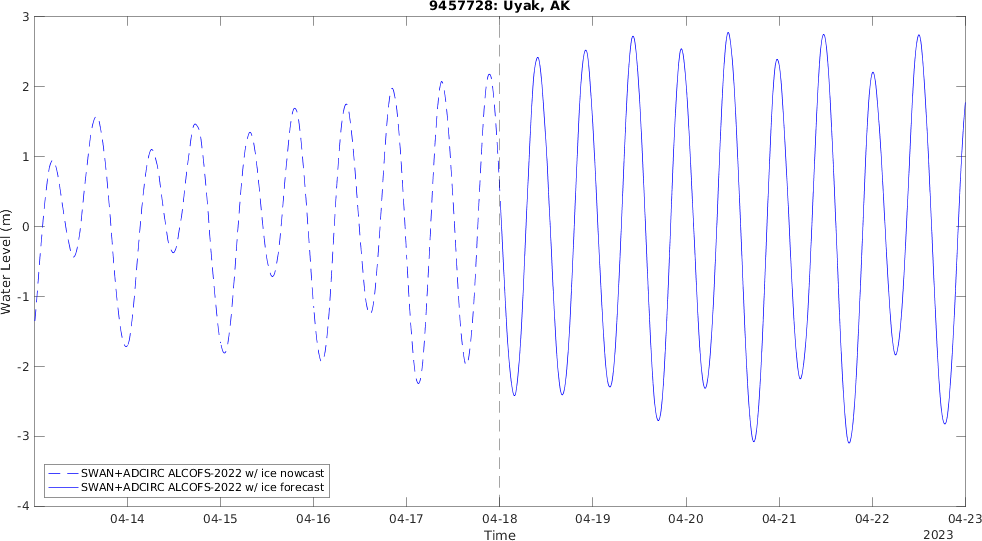 9457728: Uyak, AK
3
2
1
0
-1
-2
-3
-4
Water Level (m)
SWAN+ADCIRC ALCOFS-2022 w/ ice nowcast
SWAN+ADCIRC ALCOFS-2022 w/ ice forecast
04-14 04-15 04-16 04-17 04-18 04-19 04-20 04-21 04-22 04-23
Time
2023